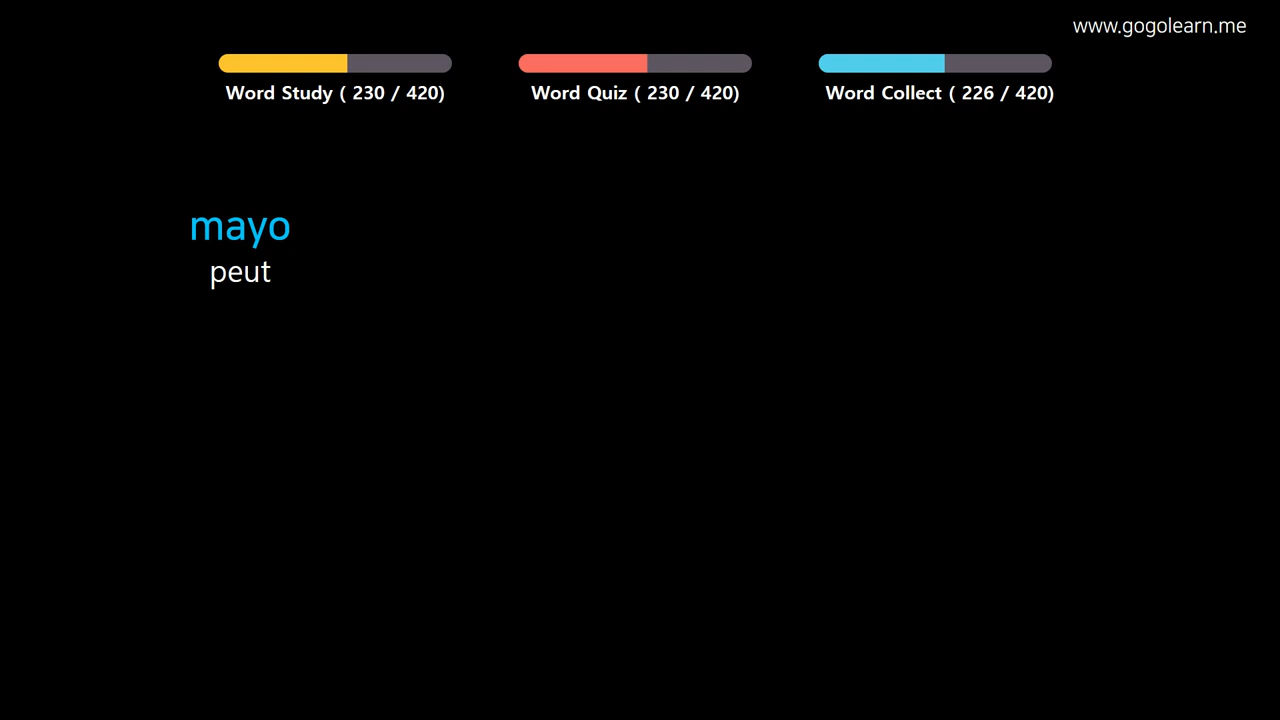 www.gogolearn.me
Word Study ( 230 / 420)
Word Quiz ( 230 / 420)
Word Collect ( 226 / 420)
mayo
peut